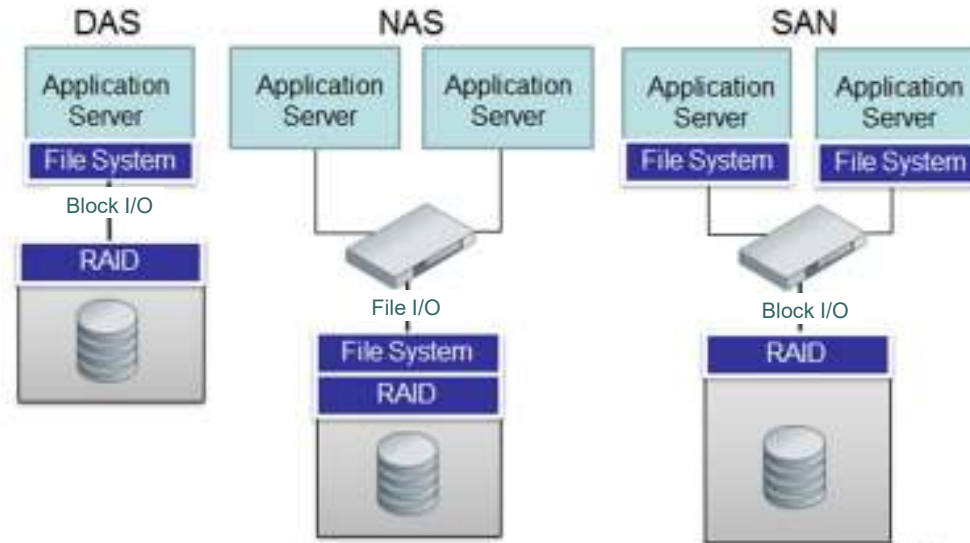 DAS
Application
Server
File System
Block I/O
RAID
NAS
Application
Server
Application
Server
File I/O
File System
RAID
SAN
Application
Server
File System
Application
Server
File System
Block I/O
RAID